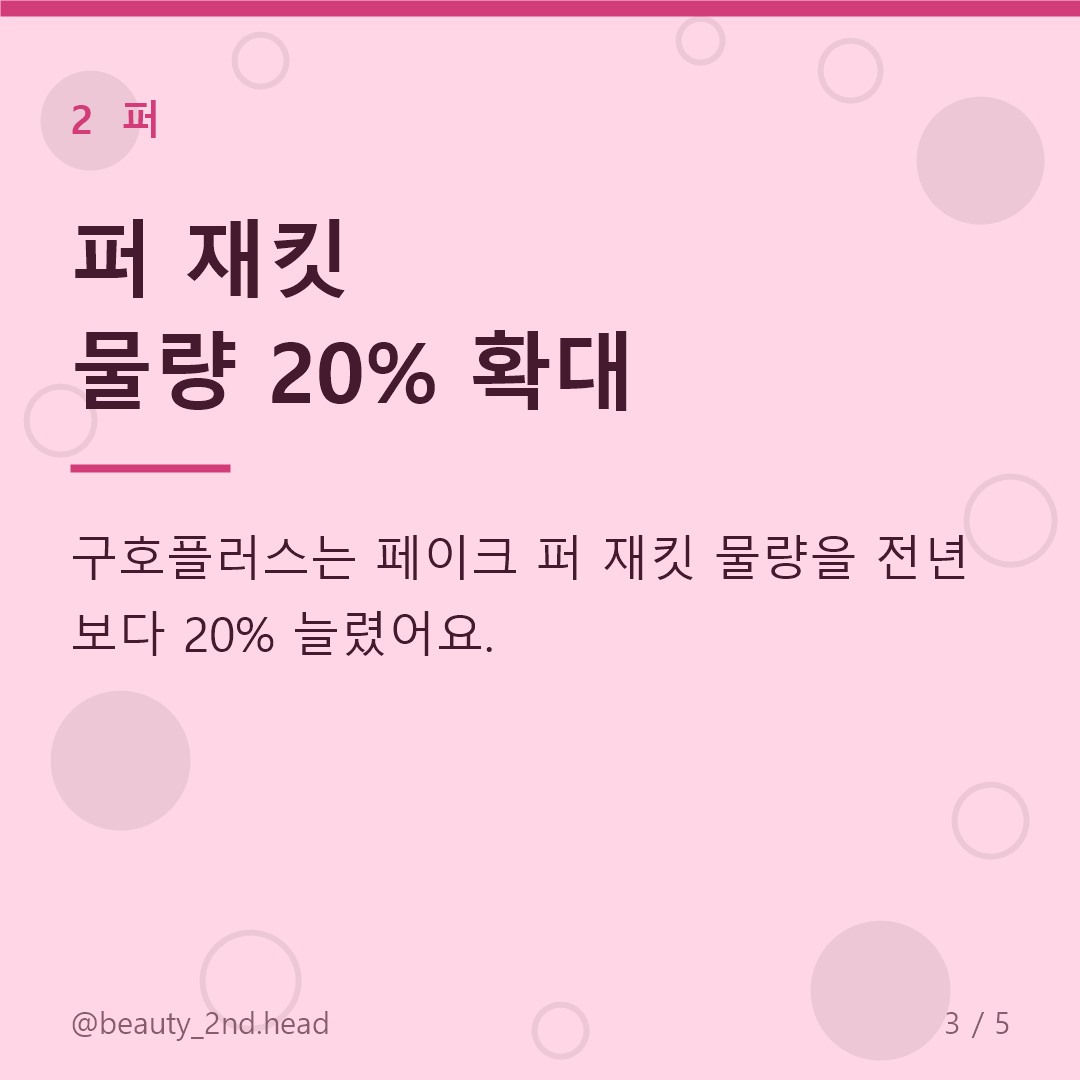 2 퍼
퍼 재킷
물량 20% 확대
구호플러스는 페이크 퍼 재킷 물량을 전년
보다 20% 늘렸어요.
@beauty_2nd.head
3 / 5